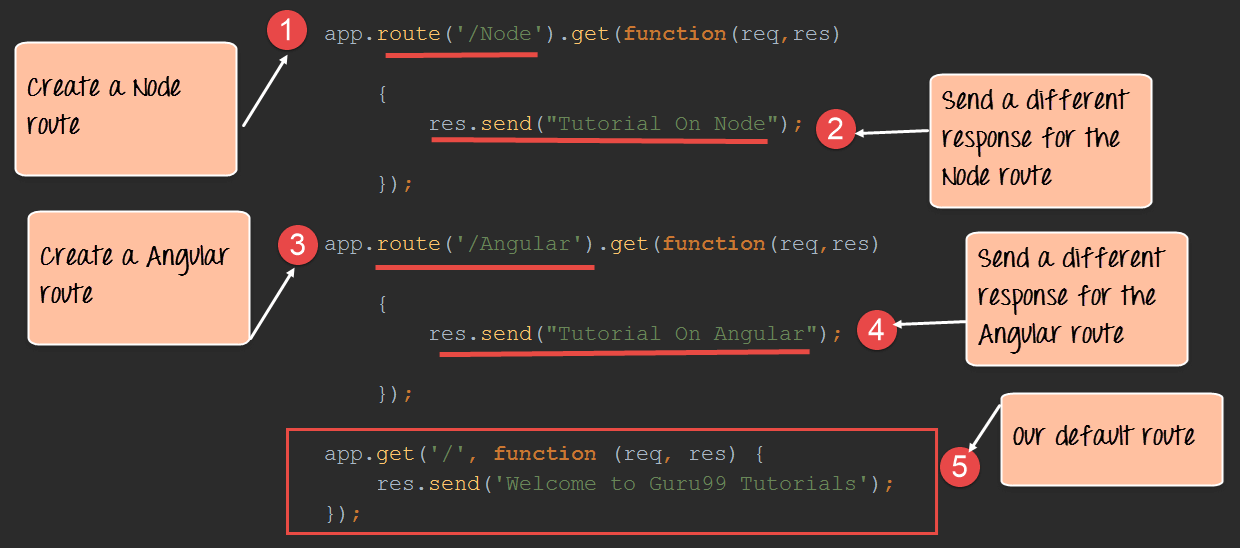 1
app.route('/Node').get(function(req,res)
Create a Node
route
{
res.send("Tutorial On Node");
2
Send a different
response for the
Node route
});
3
app.route('/Angular').get(function(req,res)
Create a Angular
route
{
res.send("Tutorial On Angular");
4
Send a different
response for the
Angular route
});
app.get('/', function (req, res) {
res.send('Welcome to Guru99 Tutorials');
});
5
Our default route